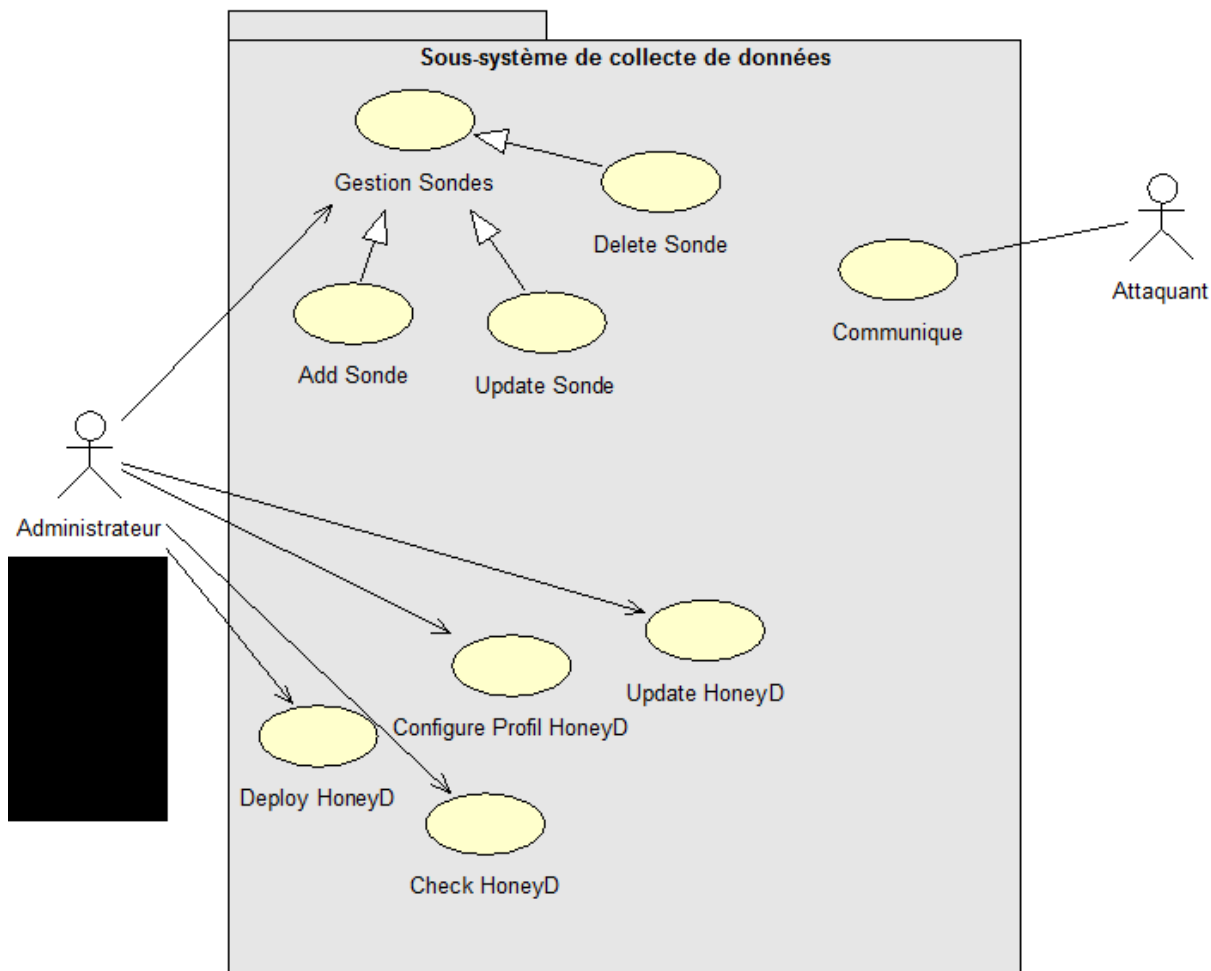 Sous-système de collecte de données
Gestion Sondes
Delete Sonde
Attaquant
Communique
Add Sonde
Update Sonde
Administrateur
Update HoneyD
Configure Profil HoneyD
Deploy HoneyD
Check HoneyD